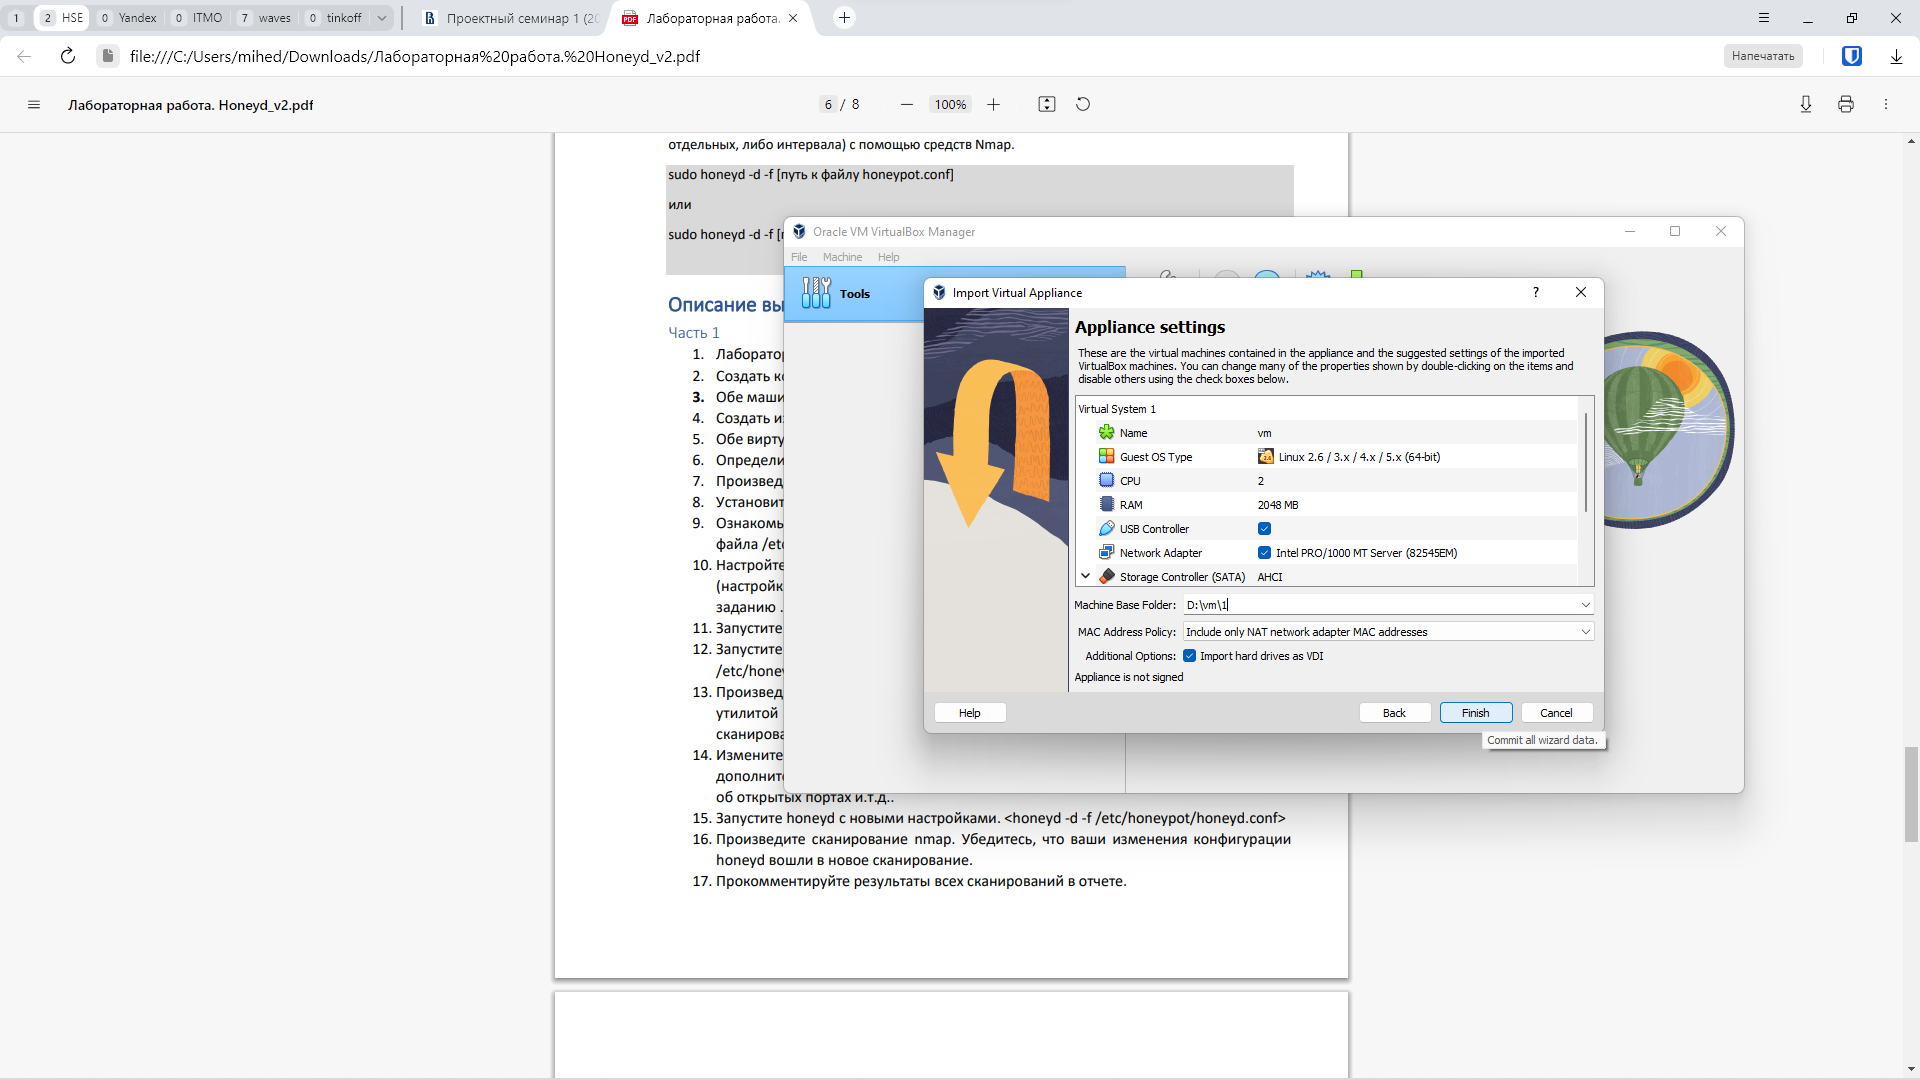 1
2 HSE
0 Yandex
0 ITMO
7 waves
0 tinkoff
Проектный семинар 1 (20
Лабораторная работа.
file:///C:/Users/mihed/Downloads/Лабораторная%20работа.%20Honeyd_v2.pdf
Напечатать
Лабораторная работа. Honeyd_v2.pdf
6 / 8
100%
отдельных, либо интервала) с помощью средств Nmap.
sudo honeyd -d -f [путь к файлу honeypot.conf]
или
sudo honeyd -d -f [
Описание вы
Часть 1
1. Лаборатор
2. Создать к
3. Обе маши
4. Создать и
5. Обе вирту
6. Определи
7. Произвед
8. Установит
9. Ознакомь
файла /etc
10. Настройте
(настройк
заданию .
11. Запустите
12. Запустите
/etc/honey
13. Произвед
утилитой
сканирова
14. Измените
дополните
об открытых портах и.т.д..
15. Запустите honeyd с новыми настройками. <honeyd -d -f /etc/honeypot/honeyd.conf>
16. Произведите сканирование nmap. Убедитесь, что ваши изменения конфигурации
honeyd вошли в новое сканирование.
17. Прокомментируйте результаты всех сканирований в отчете.
Oracle VM VirtualBox Manager
File Machine Help
Tools
Import Virtual Appliance
?
Appliance settings
These are the virtual machines contained in the appliance and the suggested settings of the imported
VirtualBox machines. You can change many of the properties shown by double-clicking on the items and
disable others using the check boxes below.
Virtual System 1
Name vm
Guest OS Type Linux 2.6 / 3.x / 4.x / 5.x (64-bit)
CPU 2
RAM 2048 MB
USB Controller
Network Adapter Intel PRO/1000 MT Server (82545EM)
Storage Controller (SATA) AHCI
Machine Base Folder: D:\vm\1
MAC Address Policy: Include only NAT network adapter MAC addresses
Additional Options: Import hard drives as VDI
Appliance is not signed
Help
Back
Finish
Cancel
Commit all wizard data.